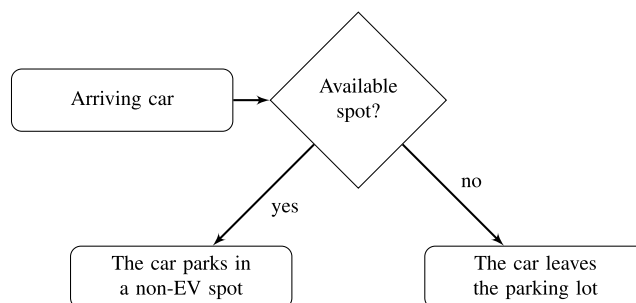 Arriving car
Available
spot?
yes
no
The car parks in
a non-EV spot
The car leaves
the parking lot